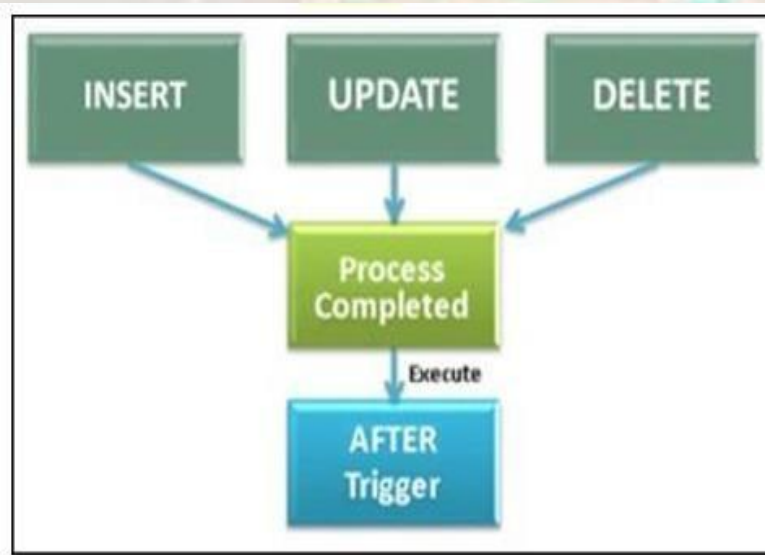 INSERT
UPDATE
DELETE
Process
Completed
Execute
AFTER
Trigger